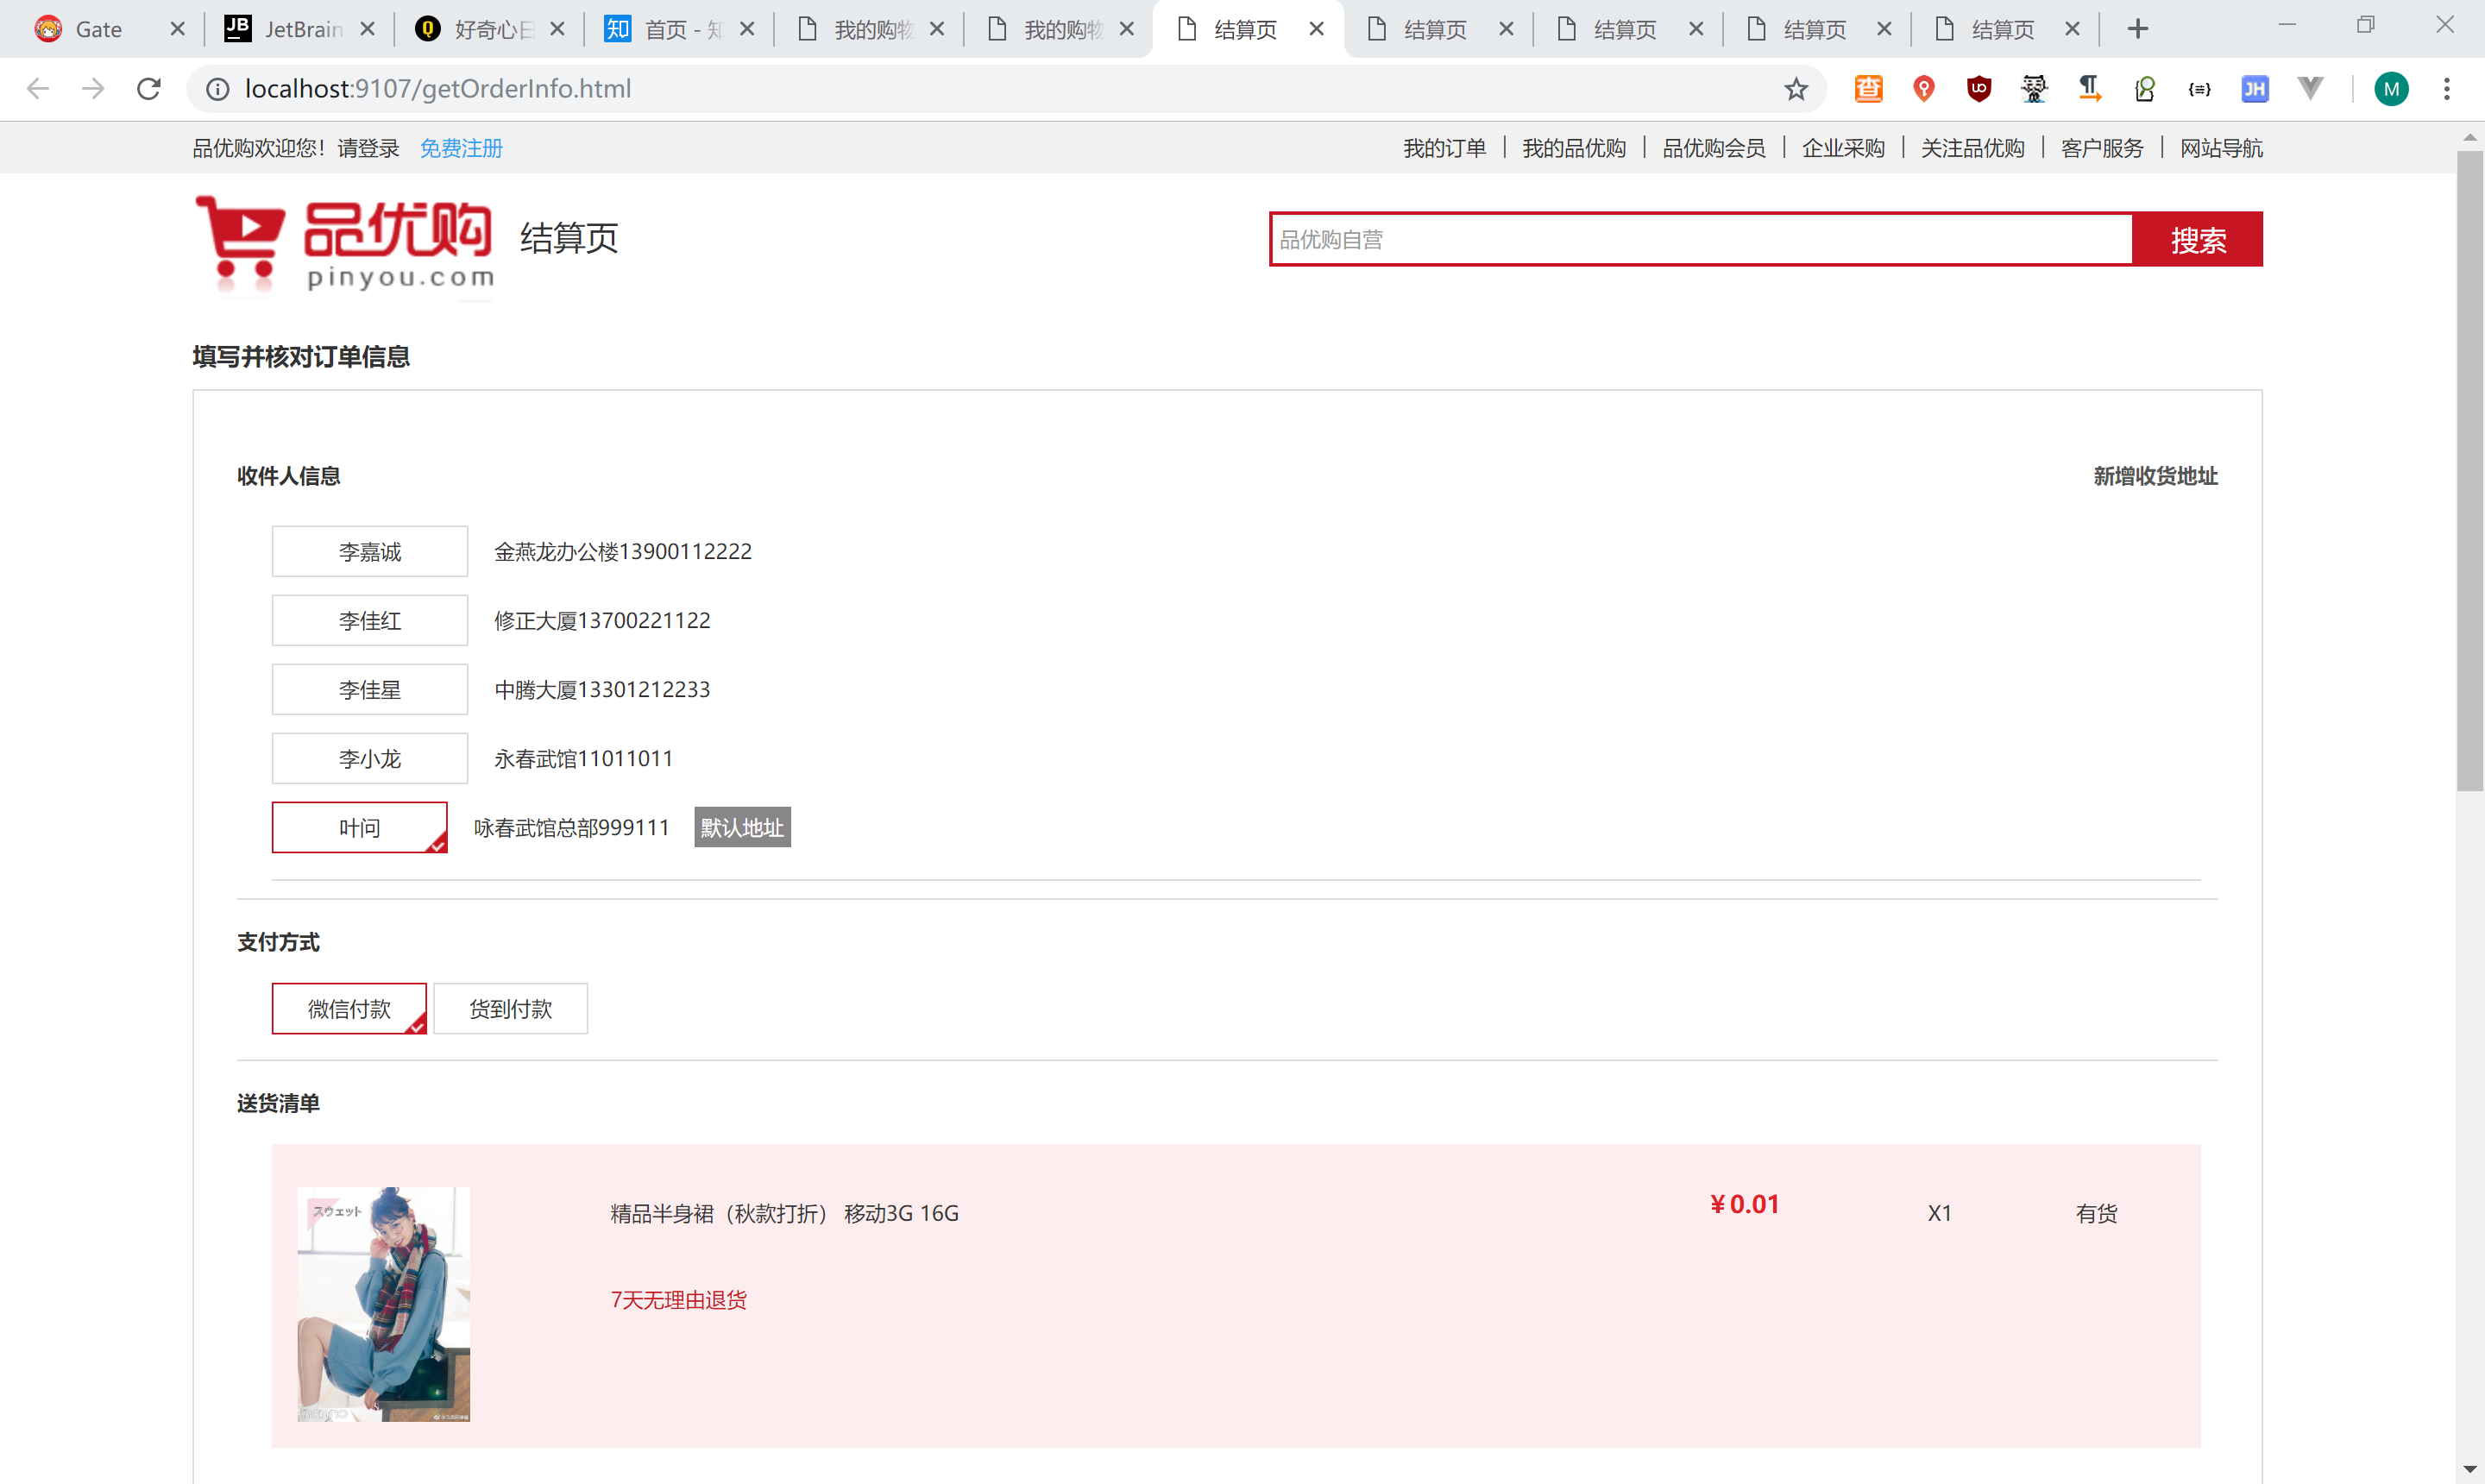 Gate
JetBrain
好奇心日
首页 - 知
我的购物
我的购物
结算页
结算页
结算页
结算页
结算页
localhost:9107/getOrderInfo.html
M
品优购欢迎您！请登录 免费注册
我的订单 我的品优购 品优购会员 企业采购 关注品优购 客户服务 网站导航
品优购
pinyou.com
结算页
品优购自营
搜索
填写并核对订单信息
收件人信息 新增收货地址
李嘉诚 金燕龙办公楼13900112222
李佳红 修正大厦13700221122
李佳星 中腾大厦13301212233
李小龙 永春武馆11011011
叶问 咏春武馆总部999111 默认地址
支付方式
微信付款 货到付款
送货清单
スウェット
精品半身裙（秋款打折） 移动3G 16G ¥0.01 X1 有货
7天无理由退货